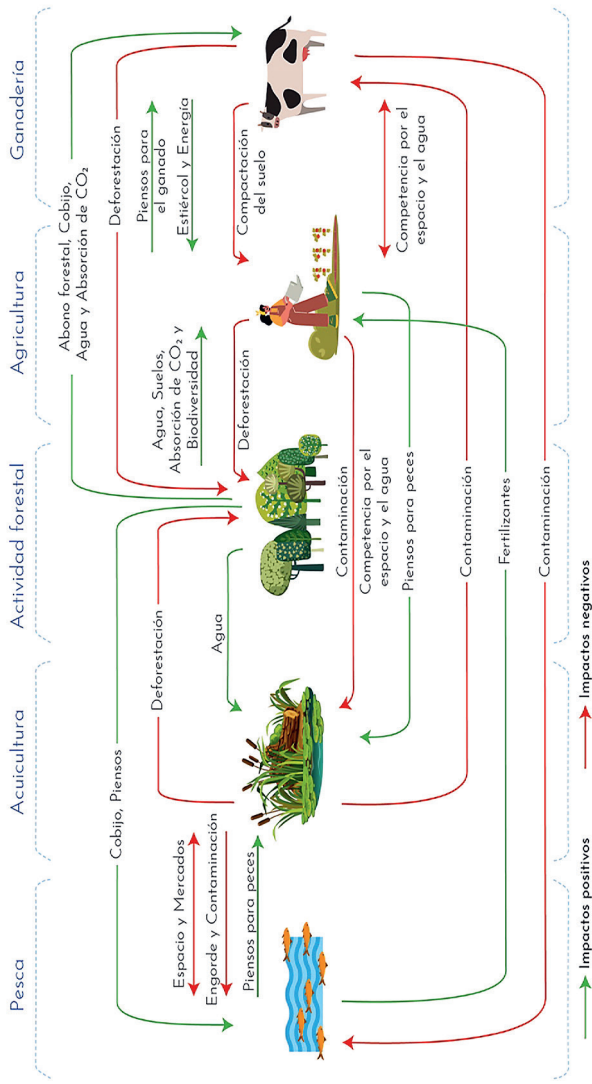 Pesca
Acuicultura
Actividad forestal
Agricultura
Ganadería
Abono forestal, Cobijo,
Agua y Absorción de CO₂
Cobijo, Piensos
Deforestación
Deforestación
Piensos para
el ganado
Estiércol y Energía
Agua, Suelos,
Absorción de CO₂ y
Biodiversidad
Espacio y Mercados
Engorde y Contaminación
Piensos para peces
Agua
Deforestación
Compactación
del suelo
Contaminación
Competencia por el
espacio y el agua
Competencia por el
espacio y el agua
Piensos para peces
Contaminación
Fertilizantes
Contaminación
Impactos positivos
Impactos negativos